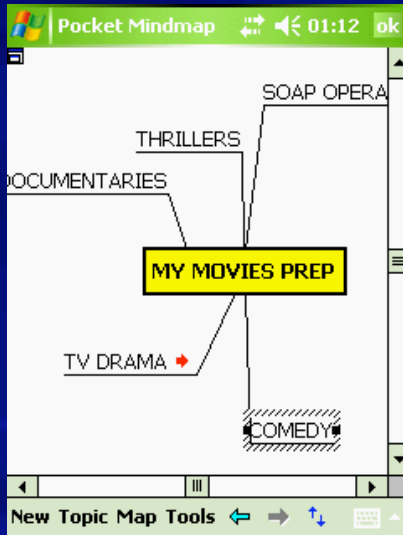 Pocket Mindmap 01:12 ok
SOAP OPERA
THRILLERS
DOCUMENTARIES
MY MOVIES PREP
TV DRAMA
COMEDY
New Topic Map Tools